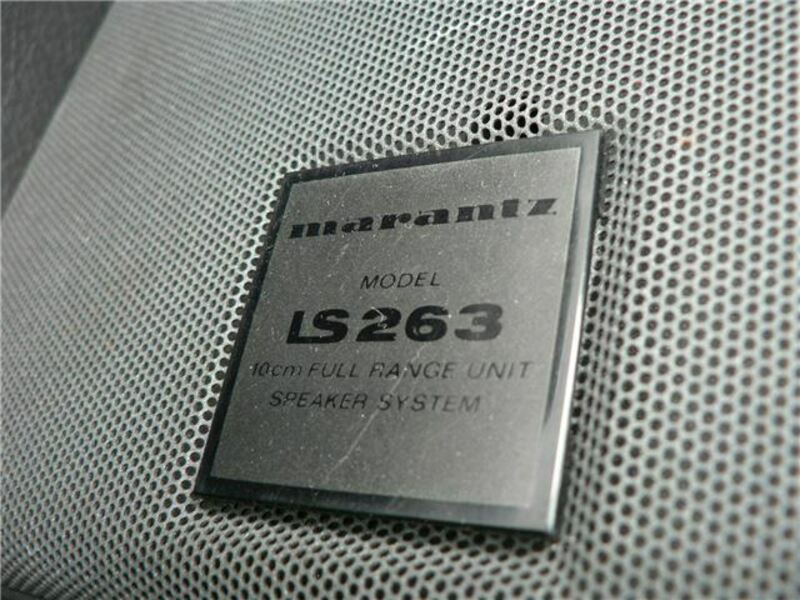 marantz
MODEL
LS263
10cm FULL RANGE UNIT
SPEAKER SYSTEM